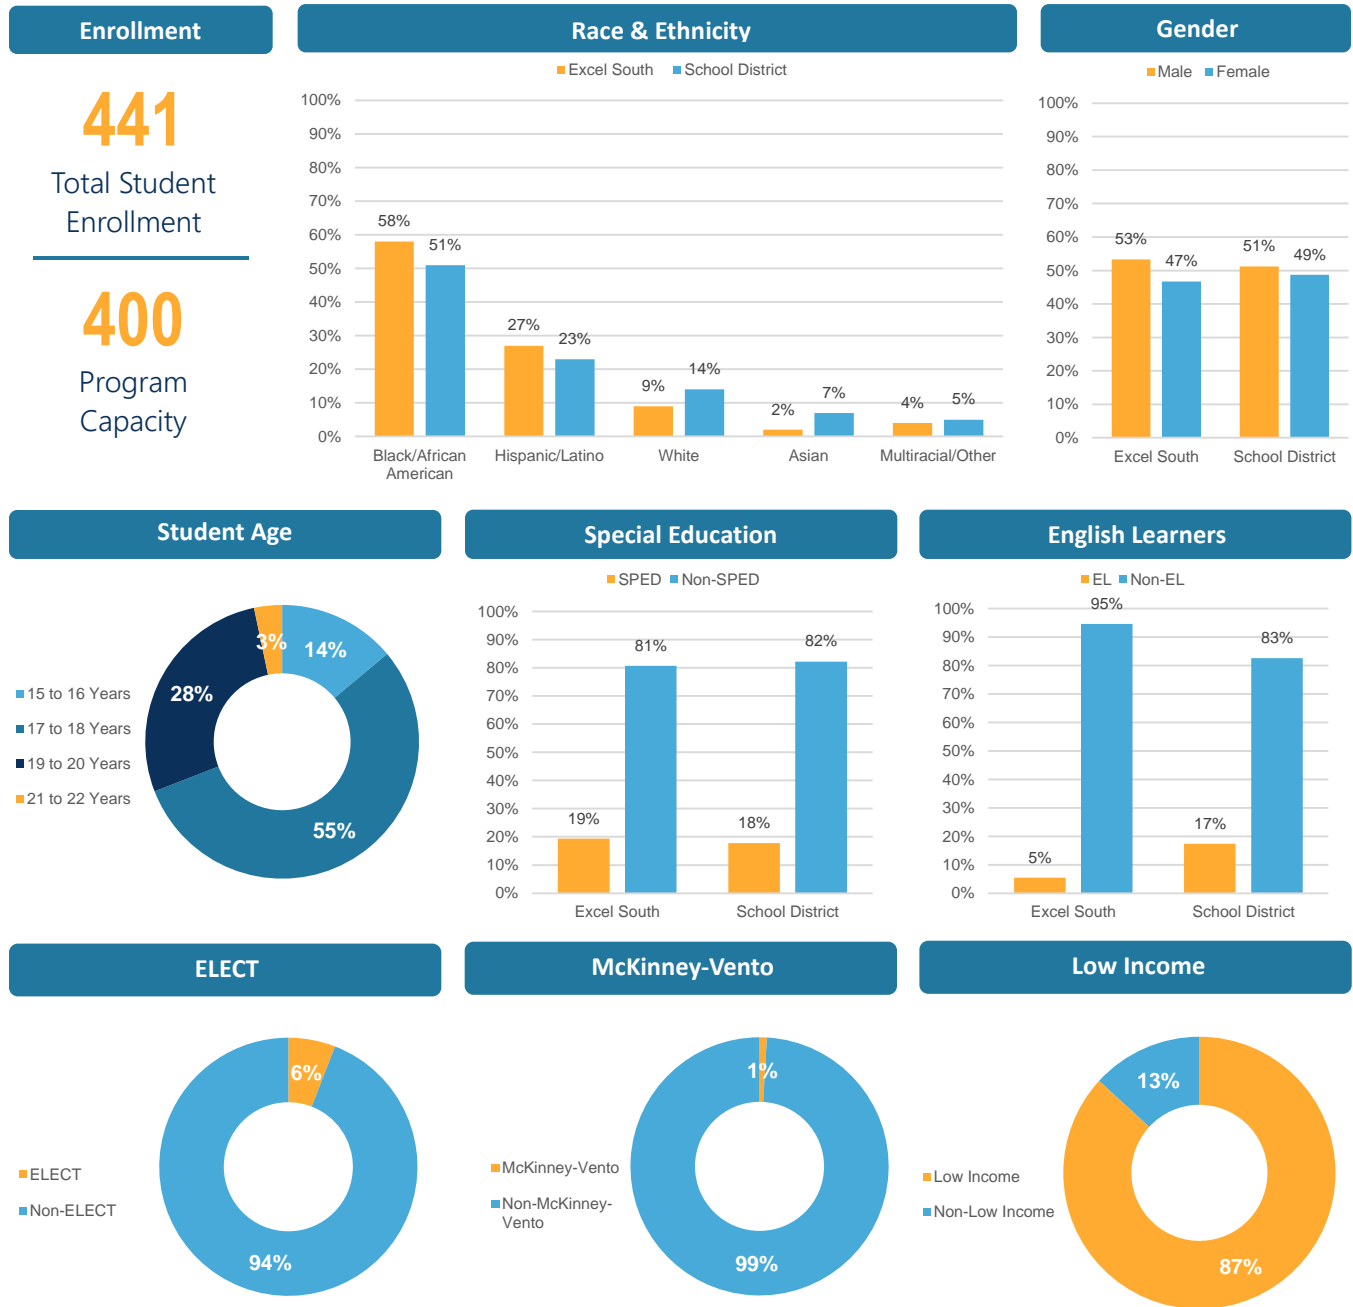 Enrollment
441
Total Student
Enrollment
400
Program
Capacity
Race & Ethnicity
Excel South School District
100%
90%
80%
70%
60%
50%
40%
30%
20%
10%
0%
58%
51%
27%
23%
9%
14%
2%
7%
4%
5%
Black/African
American
Hispanic/Latino
White
Asian
Multiracial/Other
Gender
Male Female
100%
90%
80%
70%
60%
50%
40%
30%
20%
10%
0%
53%
47%
51%
49%
Excel South
School District
Student Age
15 to 16 Years
17 to 18 Years
19 to 20 Years
21 to 22 Years
3%
14%
28%
55%
Special Education
SPED Non-SPED
100%
90%
80%
70%
60%
50%
40%
30%
20%
10%
0%
19%
81%
18%
82%
Excel South
School District
English Learners
EL Non-EL
100%
90%
80%
70%
60%
50%
40%
30%
20%
10%
0%
5%
95%
17%
83%
Excel South
School District
ELECT
ELECT
Non-ELECT
6%
94%
McKinney-Vento
McKinney-Vento
Non-McKinney-
Vento
1%
99%
Low Income
Low Income
Non-Low Income
13%
87%